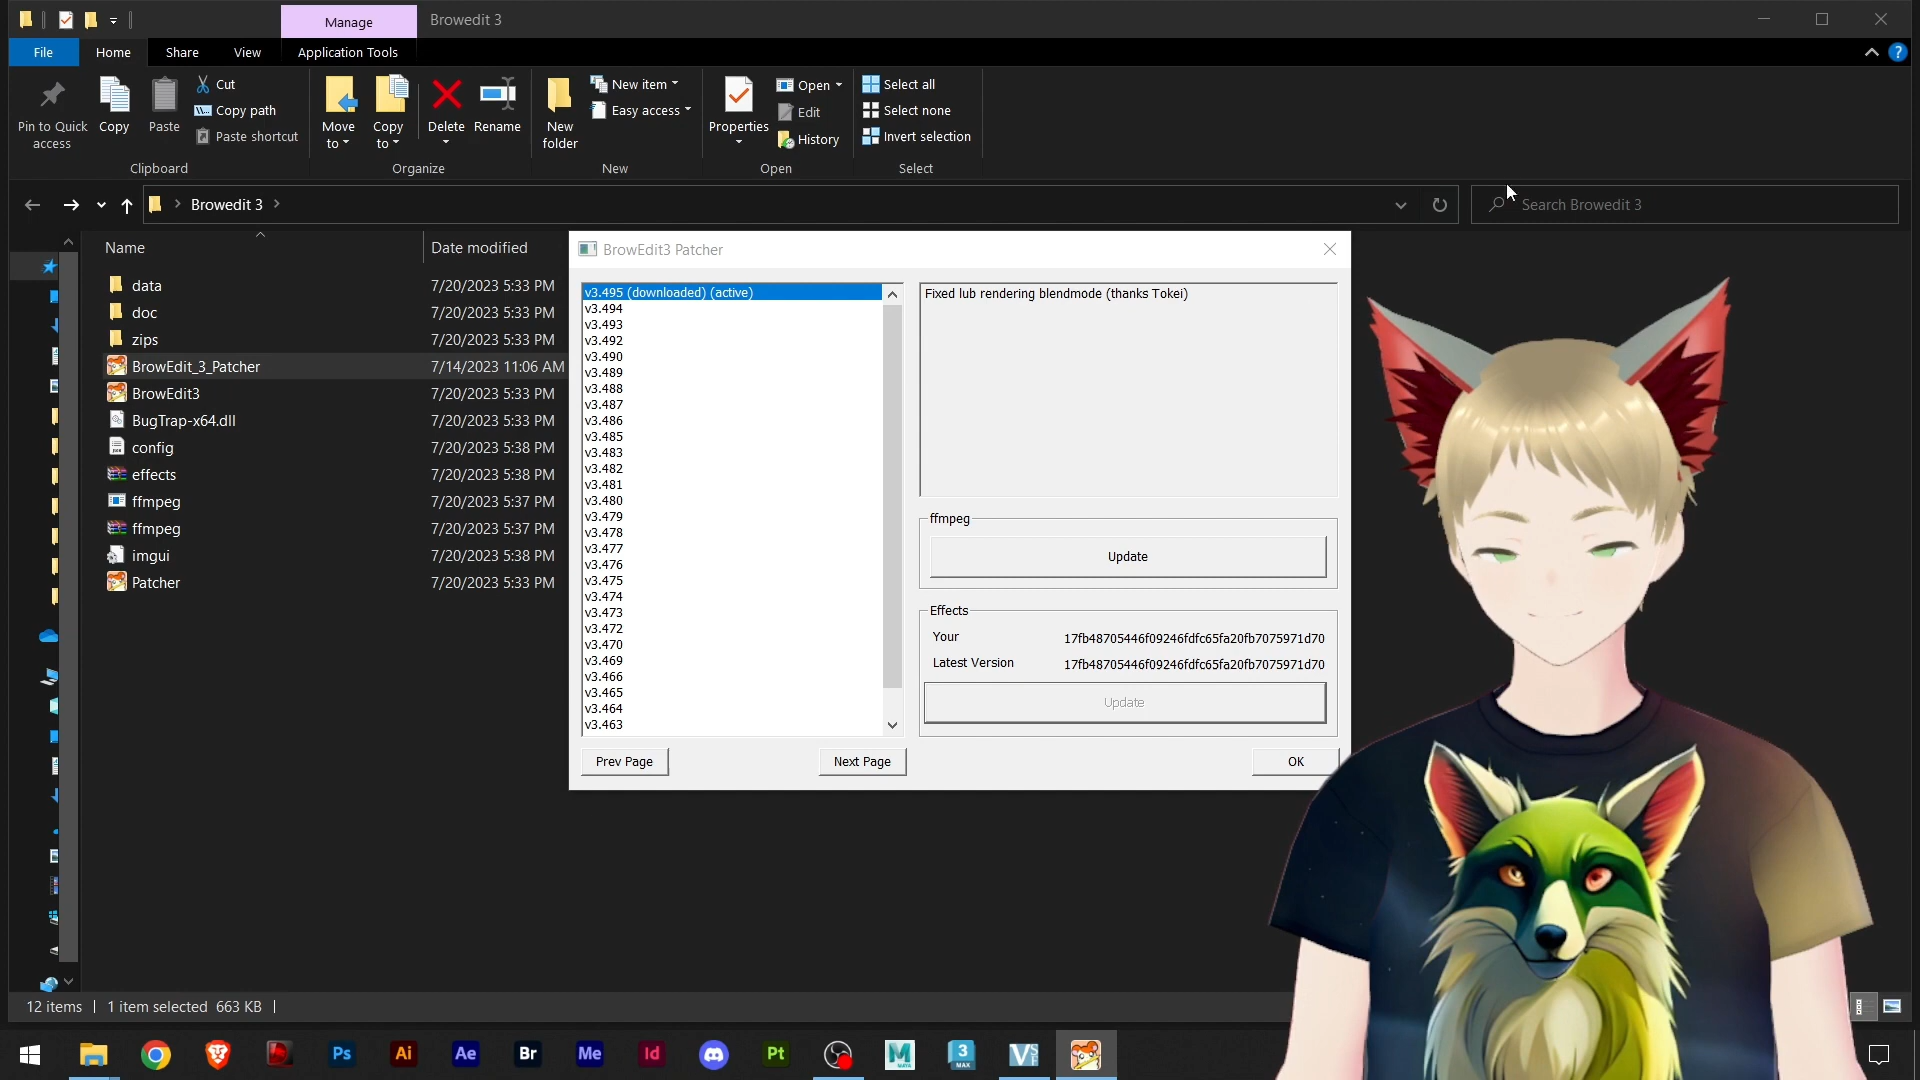 Manage
Browedit 3
File
Home
Share
View
Application Tools
Pin to Quick access
Copy
Paste
Cut
Copy path
Paste shortcut
Clipboard
Move to
Copy to
Delete
Rename
Organize
New folder
New item
Easy access
New
Properties
Open
Edit
History
Open
Select all
Select none
Invert selection
Select
Browedit 3
Search Browedit 3
Name
Date modified
data 7/20/2023 5:33 PM
doc 7/20/2023 5:33 PM
zips 7/20/2023 5:33 PM
BrowEdit_3_Patcher 7/14/2023 11:06 AM
BrowEdit3 7/20/2023 5:33 PM
BugTrap-x64.dll 7/20/2023 5:33 PM
config 7/20/2023 5:38 PM
effects 7/20/2023 5:38 PM
ffmpeg 7/20/2023 5:37 PM
ffmpeg 7/20/2023 5:37 PM
imgui 7/20/2023 5:38 PM
Patcher 7/20/2023 5:33 PM
BrowEdit3 Patcher
v3.495 (downloaded) (active)
v3.494
v3.493
v3.492
v3.490
v3.489
v3.488
v3.487
v3.486
v3.485
v3.483
v3.482
v3.481
v3.480
v3.479
v3.478
v3.477
v3.476
v3.475
v3.474
v3.473
v3.472
v3.470
v3.469
v3.466
v3.465
v3.464
v3.463
Prev Page
Next Page
Fixed lub rendering blendmode (thanks Tokei)
ffmpeg
Update
Effects
Your 17fb48705446f09246fdfc65fa20fb7075971d70
Latest Version 17fb48705446f09246fdfc65fa20fb7075971d70
Update
OK
12 items
1 item selected 663 KB
Ps
Ai
Ae
Br
Me
Id
Pt
M
3
MAX